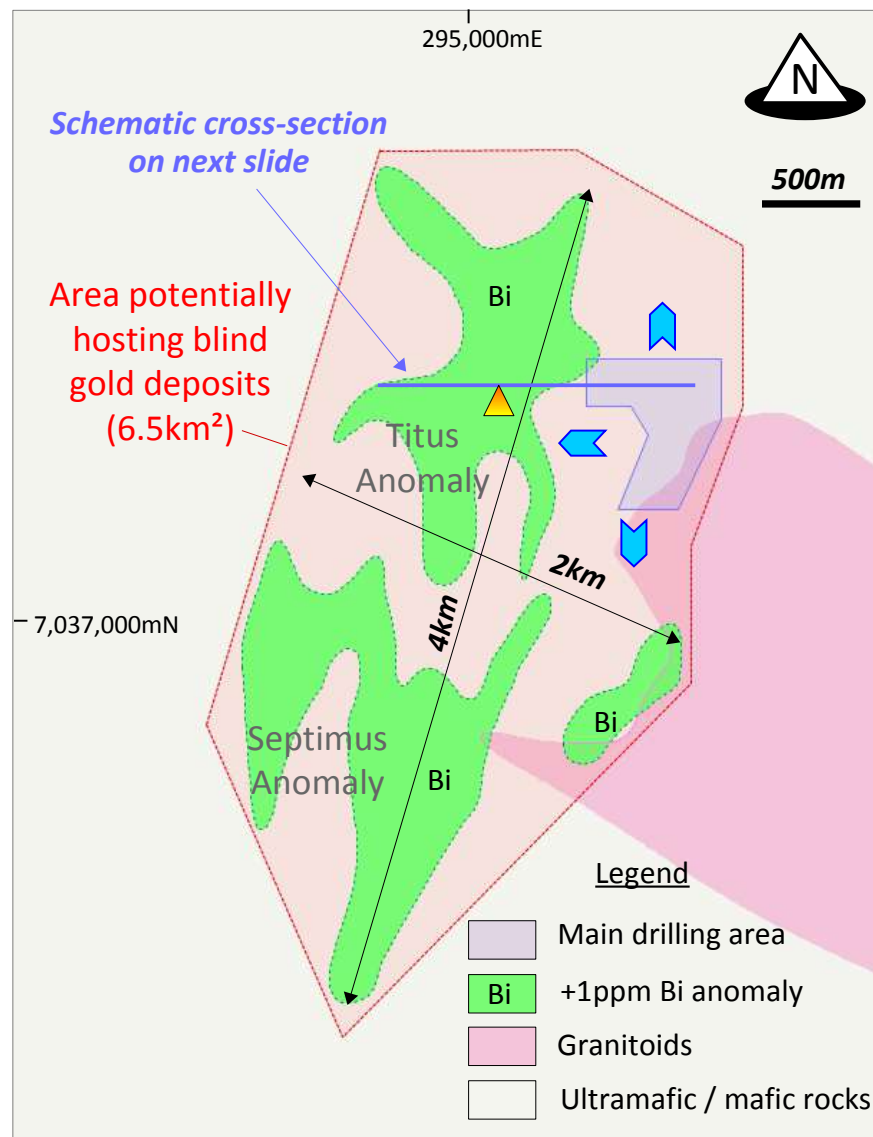 295,000mE
N
Schematic cross-section
on next slide
500m
Area potentially
hosting blind
gold deposits
(6.5km²)
Bi
Titus
Anomaly
2km
4km
7,037,000mN
Septimus
Anomaly
Bi
Bi
Legend
Main drilling area
Bi
+1ppm Bi anomaly
Granitoids
Ultramafic / mafic rocks